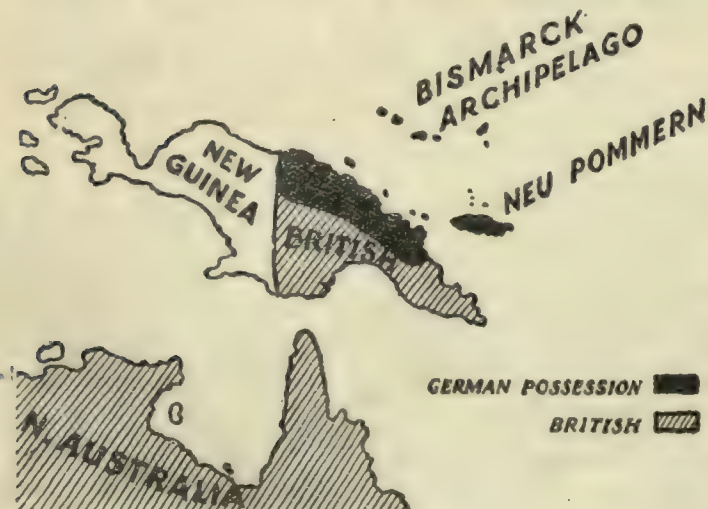 BISMARCK
ARCHIPELAGO
NEW
GUINEA
NEU POMMERN
BRITISH
GERMAN POSSESSION
BRITISH
N. AUSTRALIA